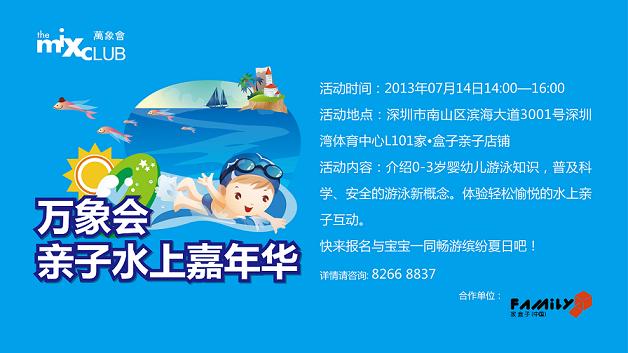 the mixCLUB 萬象會
万象会
亲子水上嘉年华
活动时间：2013年07月14日14:00—16:00
活动地点：深圳市南山区滨海大道3001号深圳
湾体育中心L101家•盒子亲子店铺
活动内容：介绍0-3岁婴幼儿游泳知识，普及科
学、安全的游泳新概念。体验轻松愉悦的水上亲
子互动。
快来报名与宝宝一同畅游缤纷夏日吧！
详情请咨询: 8266 8837
合作单位：
FAMILY
家盒子(中国)